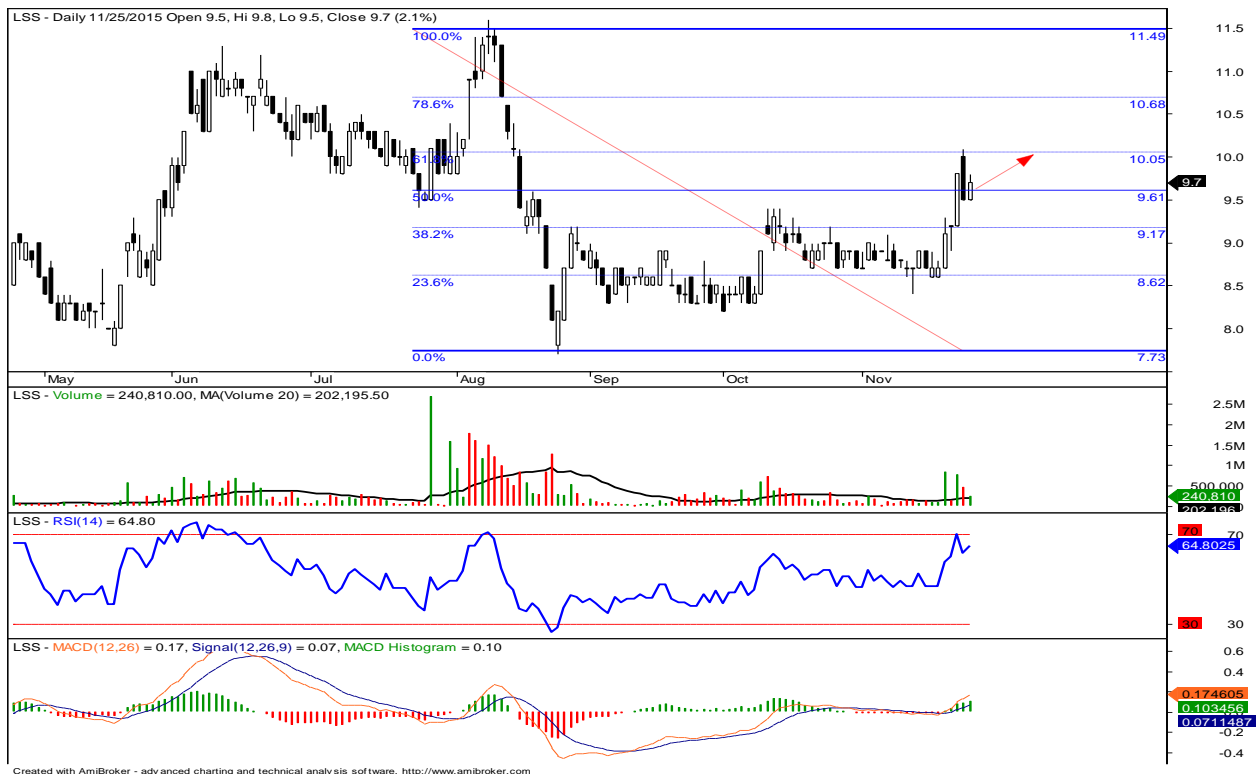 LSS - Daily 11/25/2015 Open 9.5, Hi 9.8, Lo 9.5, Close 9.7 (2.1%)
100.0% 11.49
78.6% 10.68
61.8% 10.05
50.0% 9.61
38.2% 9.17
23.6% 8.62
0.0% 7.73
11.5
11.0
10.5
10.0
9.7
9.5
9.0
8.5
8.0
May Jun Jul Aug Sep Oct Nov
LSS - Volume = 240,810.00, MA(Volume 20) = 202,195.50
2.5M
2M
1.5M
1M
500,000
240,810
202,196
LSS - RSI(14) = 64.80
70 70
64.8025
30 30
LSS - MACD(12,26) = 0.17, Signal(12,26,9) = 0.07, MACD Histogram = 0.10
0.6
0.4
0.174605
0.103456
0.0711487
-0.2
-0.4
Created with AmiBroker - advanced charting and technical analysis software. http://www.amibroker.com